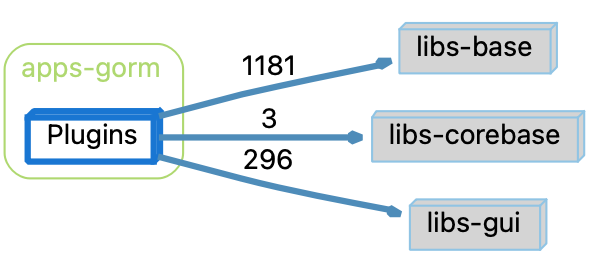 libs-base
apps-gorm
1181
Plugins
3
libs-corebase
296
libs-gui